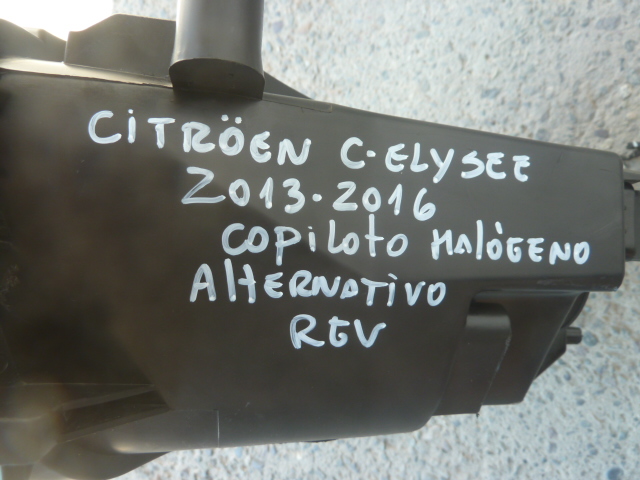 CITRÖEN C-ELYSEE
2013-2016
COPILOTO HALÓGENO
ALTERNATIVO
REV